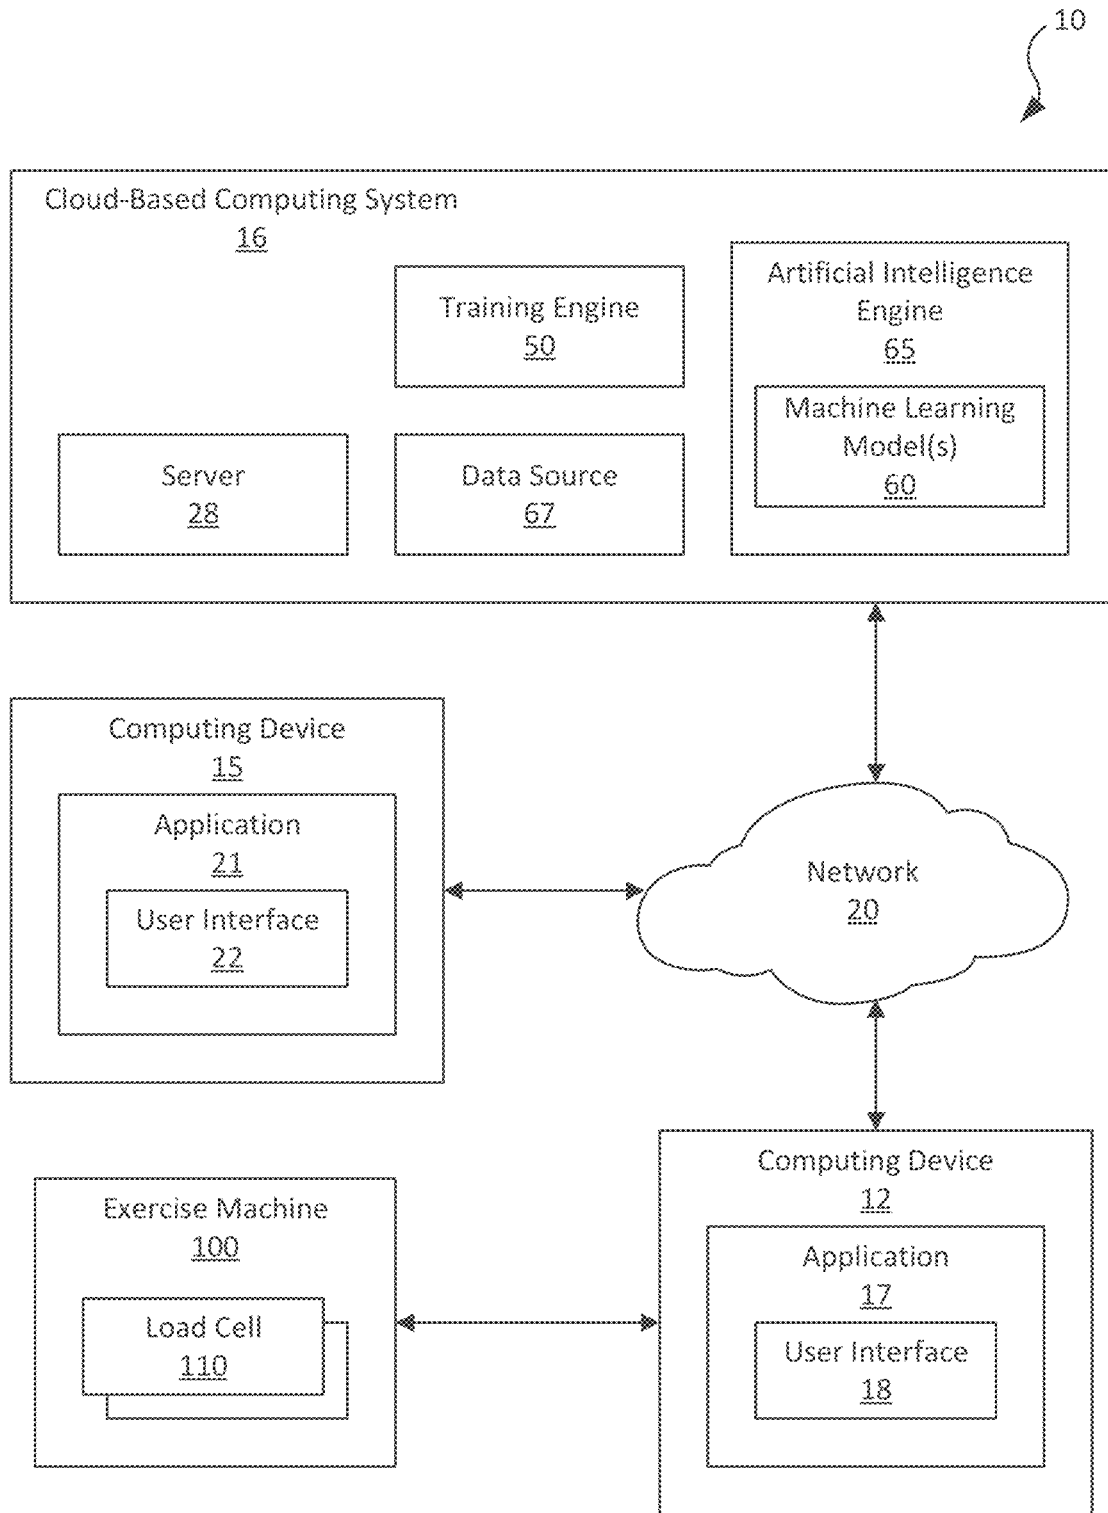 10
Cloud-Based Computing System
16
Training Engine
50
Artificial Intelligence
Engine
65
Machine Learning
Model(s)
60
Server
28
Data Source
67
Computing Device
15
Application
21
User Interface
22
Network
20
Exercise Machine
100
Load Cell
110
Computing Device
12
Application
17
User Interface
18